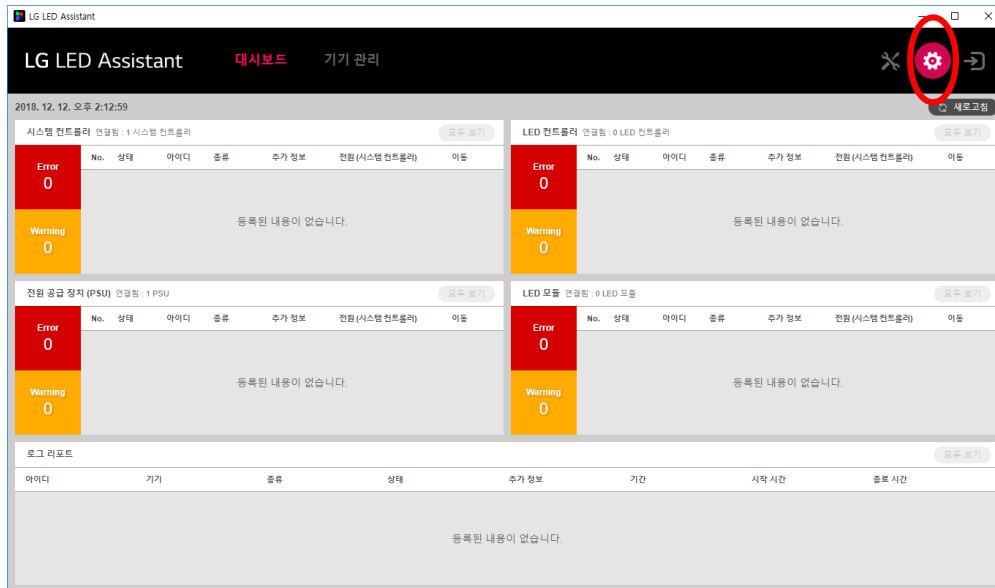 LG LED Assistant
LG LED Assistant 대시보드 기기 관리
2018. 12. 12. 오후 2:12:59 새로고침
시스템 컨트롤러 연결됨 : 1 시스템 컨트롤러 모두 보기
No. 상태 아이디 종류 추가 정보 전원 (시스템 컨트롤러) 이동
Error
0
등록된 내용이 없습니다.
Warning
0
LED 컨트롤러 연결됨 : 0 LED 컨트롤러 모두 보기
No. 상태 아이디 종류 추가 정보 전원 (시스템 컨트롤러) 이동
Error
0
등록된 내용이 없습니다.
Warning
0
전원 공급 장치 (PSU) 연결됨 : 1 PSU 모두 보기
No. 상태 아이디 종류 추가 정보 전원 (시스템 컨트롤러) 이동
Error
0
등록된 내용이 없습니다.
Warning
0
LED 모듈 연결됨 : 0 LED 모듈 모두 보기
No. 상태 아이디 종류 추가 정보 전원 (시스템 컨트롤러) 이동
Error
0
등록된 내용이 없습니다.
Warning
0
로그 리포트 모두 보기
아이디 기기 종류 상태 추가 정보 기간 시작 시간 종료 시간
등록된 내용이 없습니다.